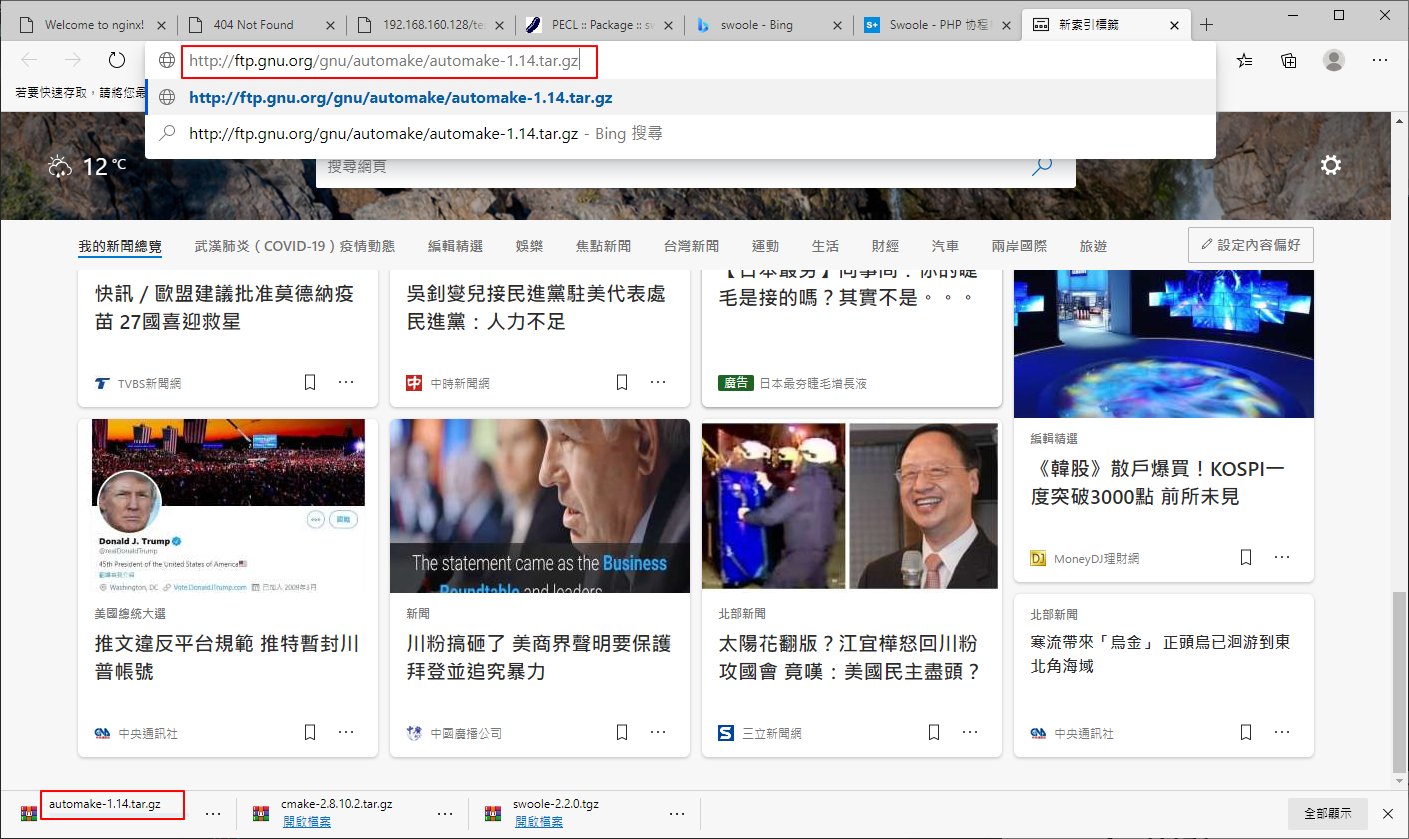 Welcome to nginx!
404 Not Found
192.168.160.128/te
PECL :: Package :: sw
swoole - Bing
Swoole - PHP 協程
新索引標籤
http://ftp.gnu.org/gnu/automake/automake-1.14.tar.gz
若要快速存取，請將您最
http://ftp.gnu.org/gnu/automake/automake-1.14.tar.gz
http://ftp.gnu.org/gnu/automake/automake-1.14.tar.gz - Bing 搜尋
12 °C
搜尋網頁
我的新聞總覽 武漢肺炎（COVID-19）疫情動態 編輯精選 娛樂 焦點新聞 台灣新聞 運動 生活 財經 汽車 兩岸國際 旅遊
設定內容偏好
快訊／歐盟建議批准莫德納疫
苗 27國喜迎救星
TVBS新聞網
吳釗燮兒接民進黨駐美代表處
民進黨：人力不足
中時新聞網
【日本最夯】同事問：你的睫
毛是接的嗎？其實不是。。。
廣告 日本最夯睫毛增長液
編輯精選
《韓股》散戶爆買！KOSPI一
度突破3000點 前所未見
MoneyDJ理財網
Donald J. Trump
@realDonaldTrump
45th President of the United States of America
Washington, DC Vote.DonaldJTrump.com
美國總統大選
推文違反平台規範 推特暫封川
普帳號
中央通訊社
The statement came as the Business
Roundtable and leaders
新聞
川粉搞砸了 美商界聲明要保護
拜登並追究暴力
中國廣播公司
北部新聞
太陽花翻版？江宜樺怒回川粉
攻國會 竟嘆：美國民主盡頭？
三立新聞網
北部新聞
寒流帶來「烏金」 正頭烏已洄游到東
北角海域
中央通訊社
automake-1.14.tar.gz
cmake-2.8.10.2.tar.gz
開啟檔案
swoole-2.2.0.tgz
開啟檔案
全部顯示